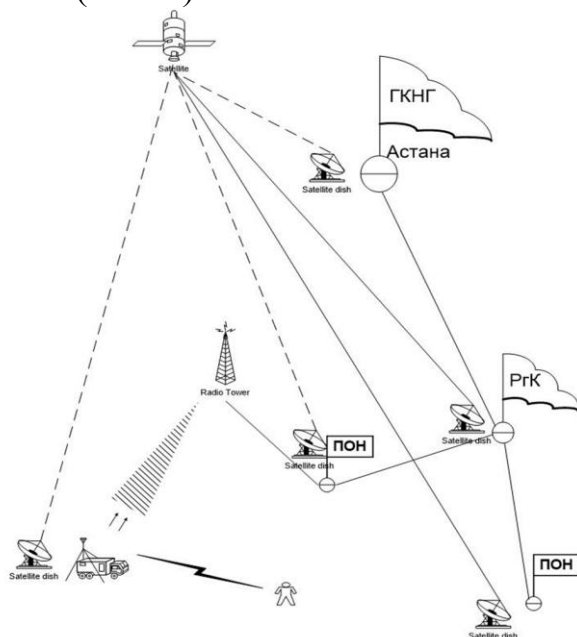 Satellite
ГКНГ
Астана
Satellite dish
Radio Tower
РгК
Satellite dish
ПОН
Satellite dish
Satellite dish
ПОН
Satellite dish